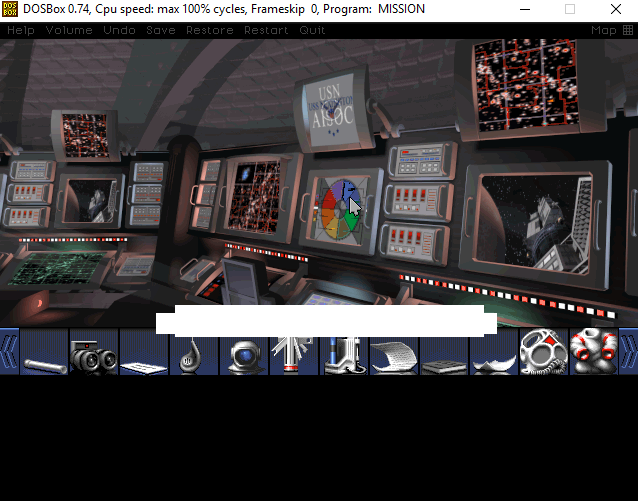 DOSBox 0.74, Cpu speed: max 100% cycles, Frameskip 0, Program: MISSION
Help Volume Undo Save Restore Restart Quit Map
USN
AISOC